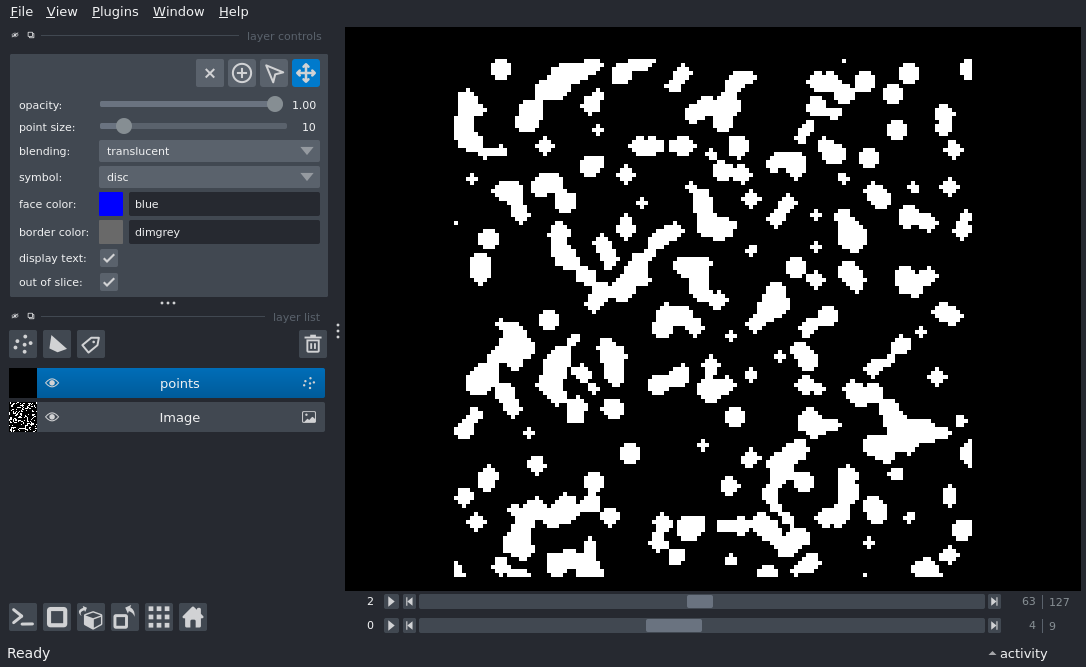 File View Plugins Window Help
layer controls
opacity: 1.00
point size: 10
blending: translucent
symbol: disc
face color: blue
border color: dimgrey
display text:
out of slice:
layer list
points
Image
2 63 | 127
0 4 | 9
Ready activity